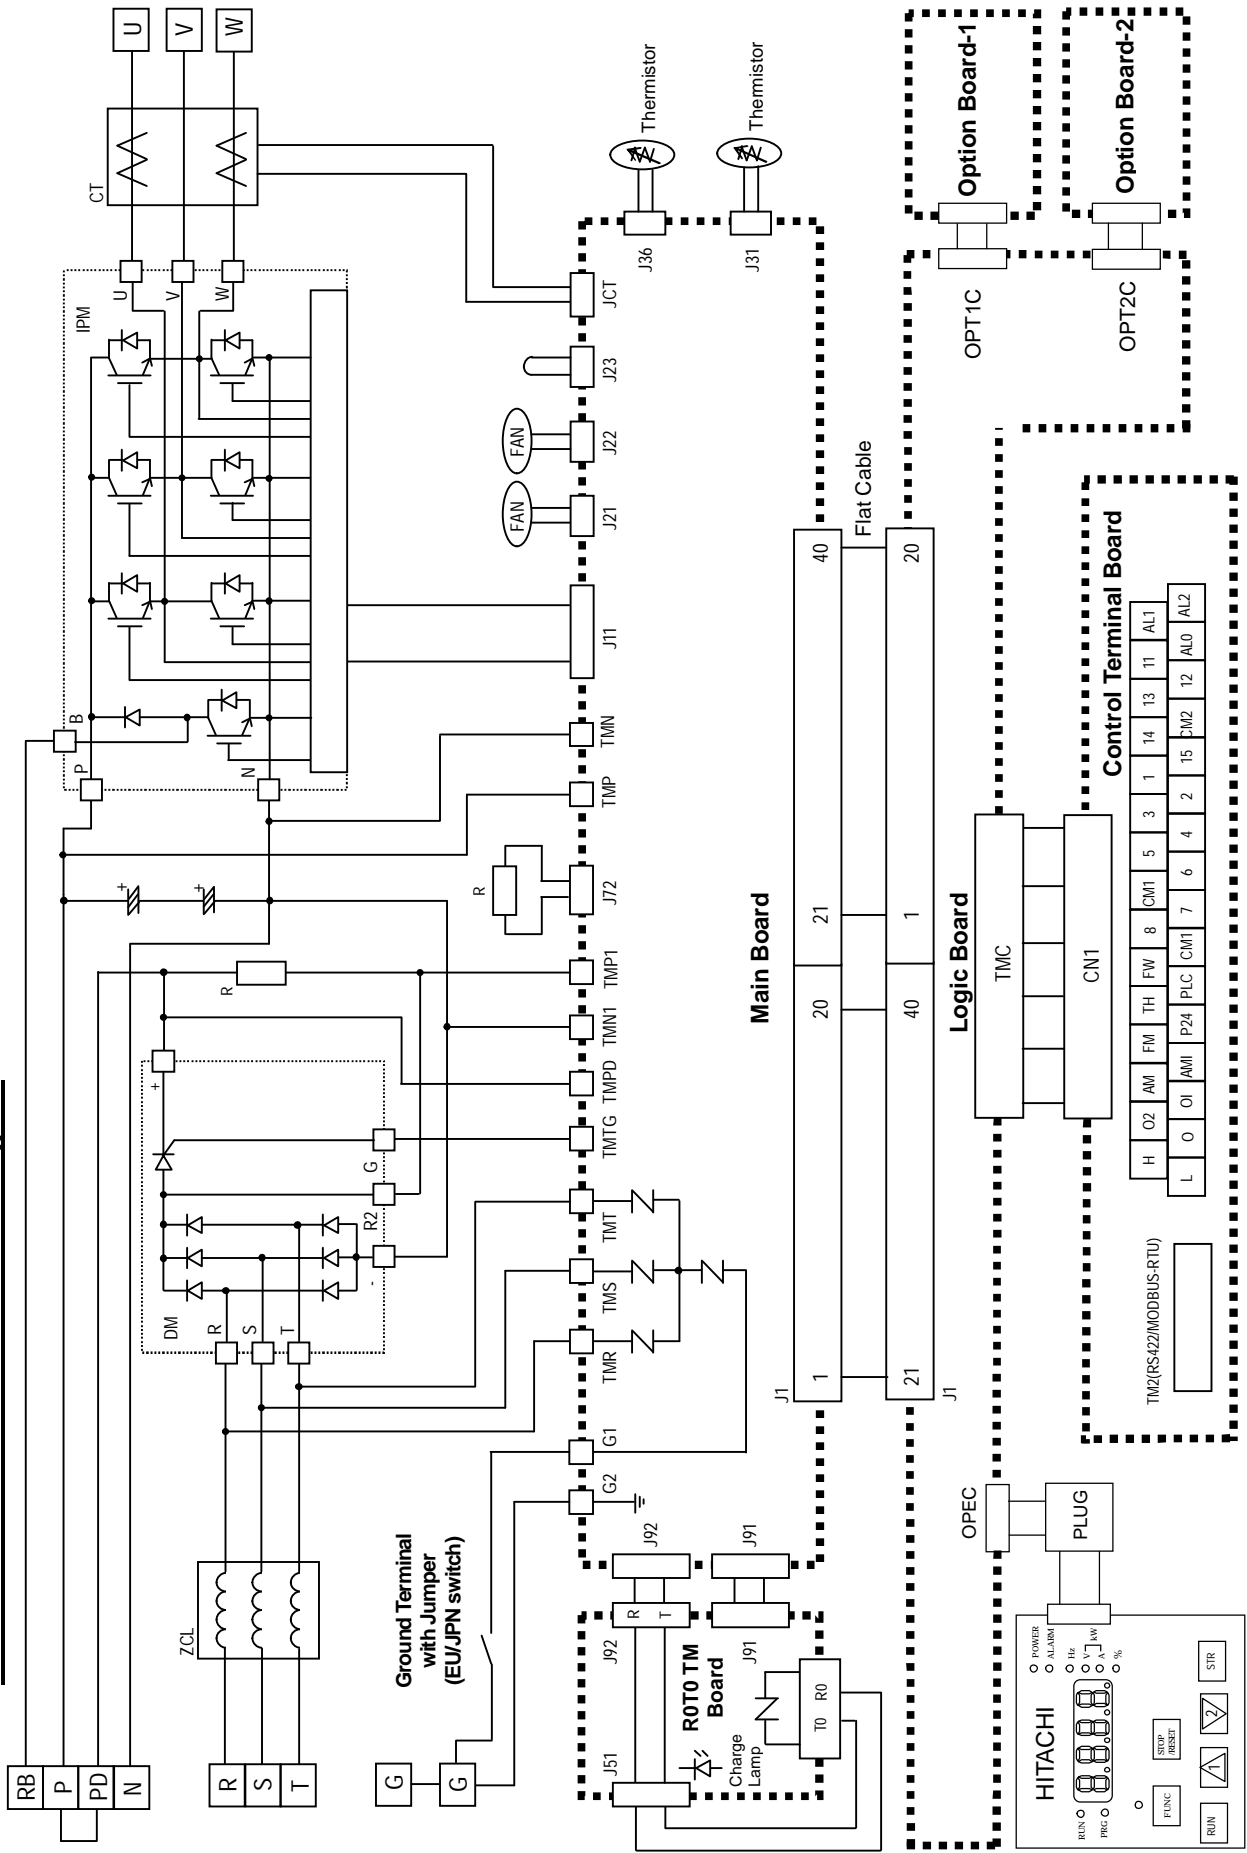 RB
P
PD
N
R
S
T
ZCL
G
G
Ground Terminal
with Jumper
(EU/JPN switch)
DM
R
S
T
-
R2
G
+
R
+
+
P
B
N
IPM
U
V
W
CT
U
V
W
R
FAN
FAN
G2
G1
TMR
TMS
TMT
TMTG
TMPD
TMN1
TMP1
J72
TMP
TMN
J11
J21
J22
J23
JCT
J36
Thermistor
J31
Thermistor
J51
J92
J92
R
T
J91
J91
R0T0 TM
Board
Charge
Lamp
T0
R0
Main Board
J1
1
20
21
40
Flat Cable
21
40
1
20
J1
Logic Board
TMC
CN1
OPT1C
OPT2C
Option Board-1
Option Board-2
Control Terminal Board
H
O2
AM
FM
TH
FW
8
CM1
5
3
1
14
13
11
AL1
L
O
OI
AMI
P24
PLC
CM1
7
6
4
2
15
CM2
12
AL0
AL2
TM2(RS422/MODBUS-RTU)
OPEC
PLUG
HITACHI
POWER
ALARM
Hz
V
A
kW
%
RUN
PRG
FUNC
STOP
/RESET
RUN
1
2
STR